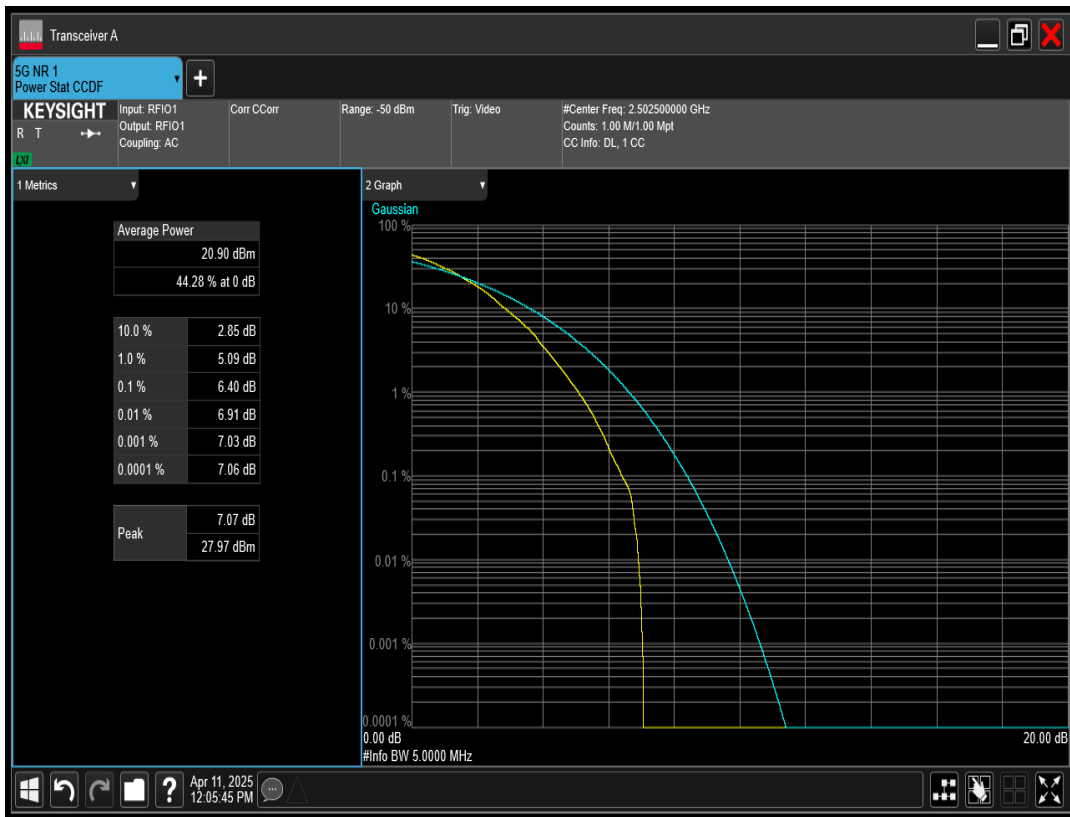 Transceiver A
5G NR 1
Power Stat CCDF
+
KEYSIGHT
R T
LXI
Input: RFIO1
Output: RFIO1
Coupling: AC
Corr CCorr
Range: -50 dBm
Trig: Video
#Center Freq: 2.502500000 GHz
Counts: 1.00 M/1.00 Mpt
CC Info: DL, 1 CC
1 Metrics
Average Power
20.90 dBm
44.28 % at 0 dB
10.0 % 2.85 dB
1.0 % 5.09 dB
0.1 % 6.40 dB
0.01 % 6.91 dB
0.001 % 7.03 dB
0.0001 % 7.06 dB
Peak 7.07 dB
27.97 dBm
2 Graph
Gaussian
100 %
10 %
1 %
0.1 %
0.01 %
0.001 %
0.0001 %
0.00 dB 20.00 dB
#Info BW 5.0000 MHz
? Apr 11, 2025
12:05:45 PM